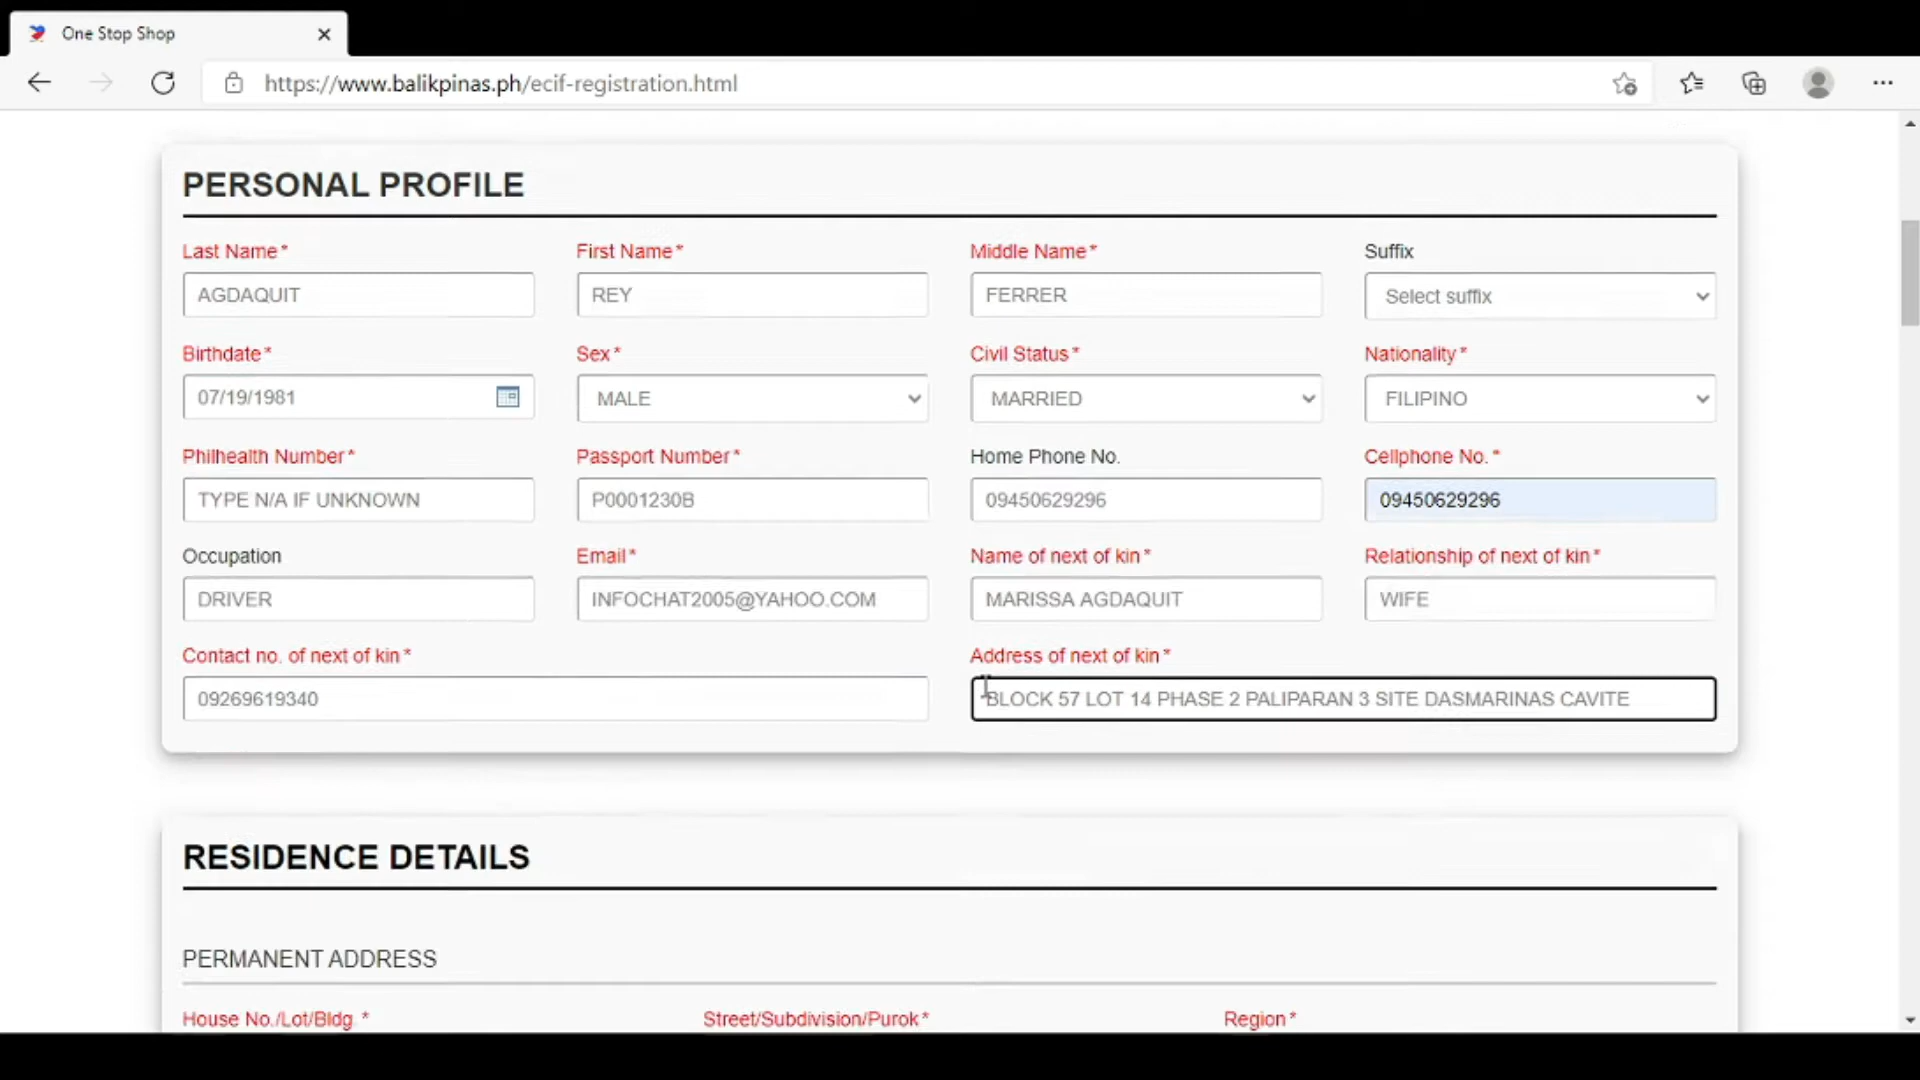 One Stop Shop
https://www.balikpinas.ph/ecif-registration.html
PERSONAL PROFILE
Last Name* First Name* Middle Name* Suffix
AGDAQUIT REY FERRER Select suffix
Birthdate* Sex* Civil Status* Nationality*
07/19/1981 MALE MARRIED FILIPINO
Philhealth Number* Passport Number* Home Phone No. Cellphone No.*
TYPE N/A IF UNKNOWN P0001230B 09450629296 09450629296
Occupation Email* Name of next of kin* Relationship of next of kin*
DRIVER INFOCHAT2005@YAHOO.COM MARISSA AGDAQUIT WIFE
Contact no. of next of kin* Address of next of kin*
09269619340 BLOCK 57 LOT 14 PHASE 2 PALIPARAN 3 SITE DASMARINAS CAVITE
RESIDENCE DETAILS
PERMANENT ADDRESS
House No./Lot/Bldg. * Street/Subdivision/Purok* Region*